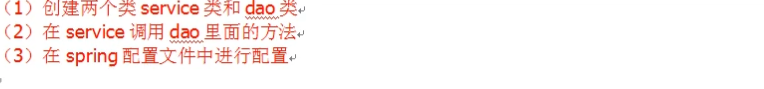 （1）创建两个类 service 类和 dao 类
（2）在 service 调用 dao 里面的方法
（3）在 spring 配置文件中进行配置